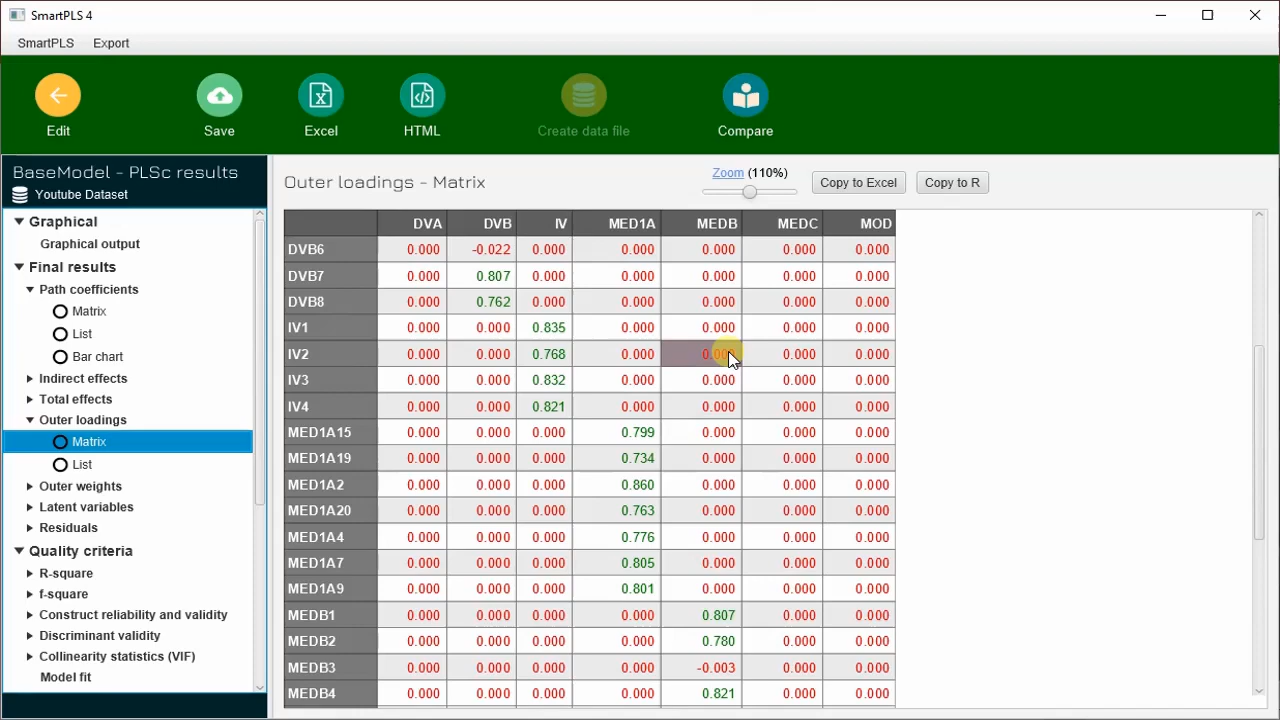 SmartPLS 4
SmartPLS Export
Edit Save Excel HTML Create data file Compare
BaseModel - PLSc results
Youtube Dataset
Graphical
Graphical output
Final results
Path coefficients
Matrix
List
Bar chart
Indirect effects
Total effects
Outer loadings
Matrix
List
Outer weights
Latent variables
Residuals
Quality criteria
R-square
f-square
Construct reliability and validity
Discriminant validity
Collinearity statistics (VIF)
Model fit
Outer loadings - Matrix
Zoom (110%)
Copy to Excel Copy to R
DVA DVB IV MED1A MEDB MEDC MOD
DVB6 0.000 -0.022 0.000 0.000 0.000 0.000 0.000
DVB7 0.000 0.807 0.000 0.000 0.000 0.000 0.000
DVB8 0.000 0.762 0.000 0.000 0.000 0.000 0.000
IV1 0.000 0.000 0.835 0.000 0.000 0.000 0.000
IV2 0.000 0.000 0.768 0.000 0.000 0.000 0.000
IV3 0.000 0.000 0.832 0.000 0.000 0.000 0.000
IV4 0.000 0.000 0.821 0.000 0.000 0.000 0.000
MED1A15 0.000 0.000 0.000 0.799 0.000 0.000 0.000
MED1A19 0.000 0.000 0.000 0.734 0.000 0.000 0.000
MED1A2 0.000 0.000 0.000 0.860 0.000 0.000 0.000
MED1A20 0.000 0.000 0.000 0.763 0.000 0.000 0.000
MED1A4 0.000 0.000 0.000 0.776 0.000 0.000 0.000
MED1A7 0.000 0.000 0.000 0.805 0.000 0.000 0.000
MED1A9 0.000 0.000 0.000 0.801 0.000 0.000 0.000
MEDB1 0.000 0.000 0.000 0.000 0.807 0.000 0.000
MEDB2 0.000 0.000 0.000 0.000 0.780 0.000 0.000
MEDB3 0.000 0.000 0.000 0.000 -0.003 0.000 0.000
MEDB4 0.000 0.000 0.000 0.000 0.821 0.000 0.000